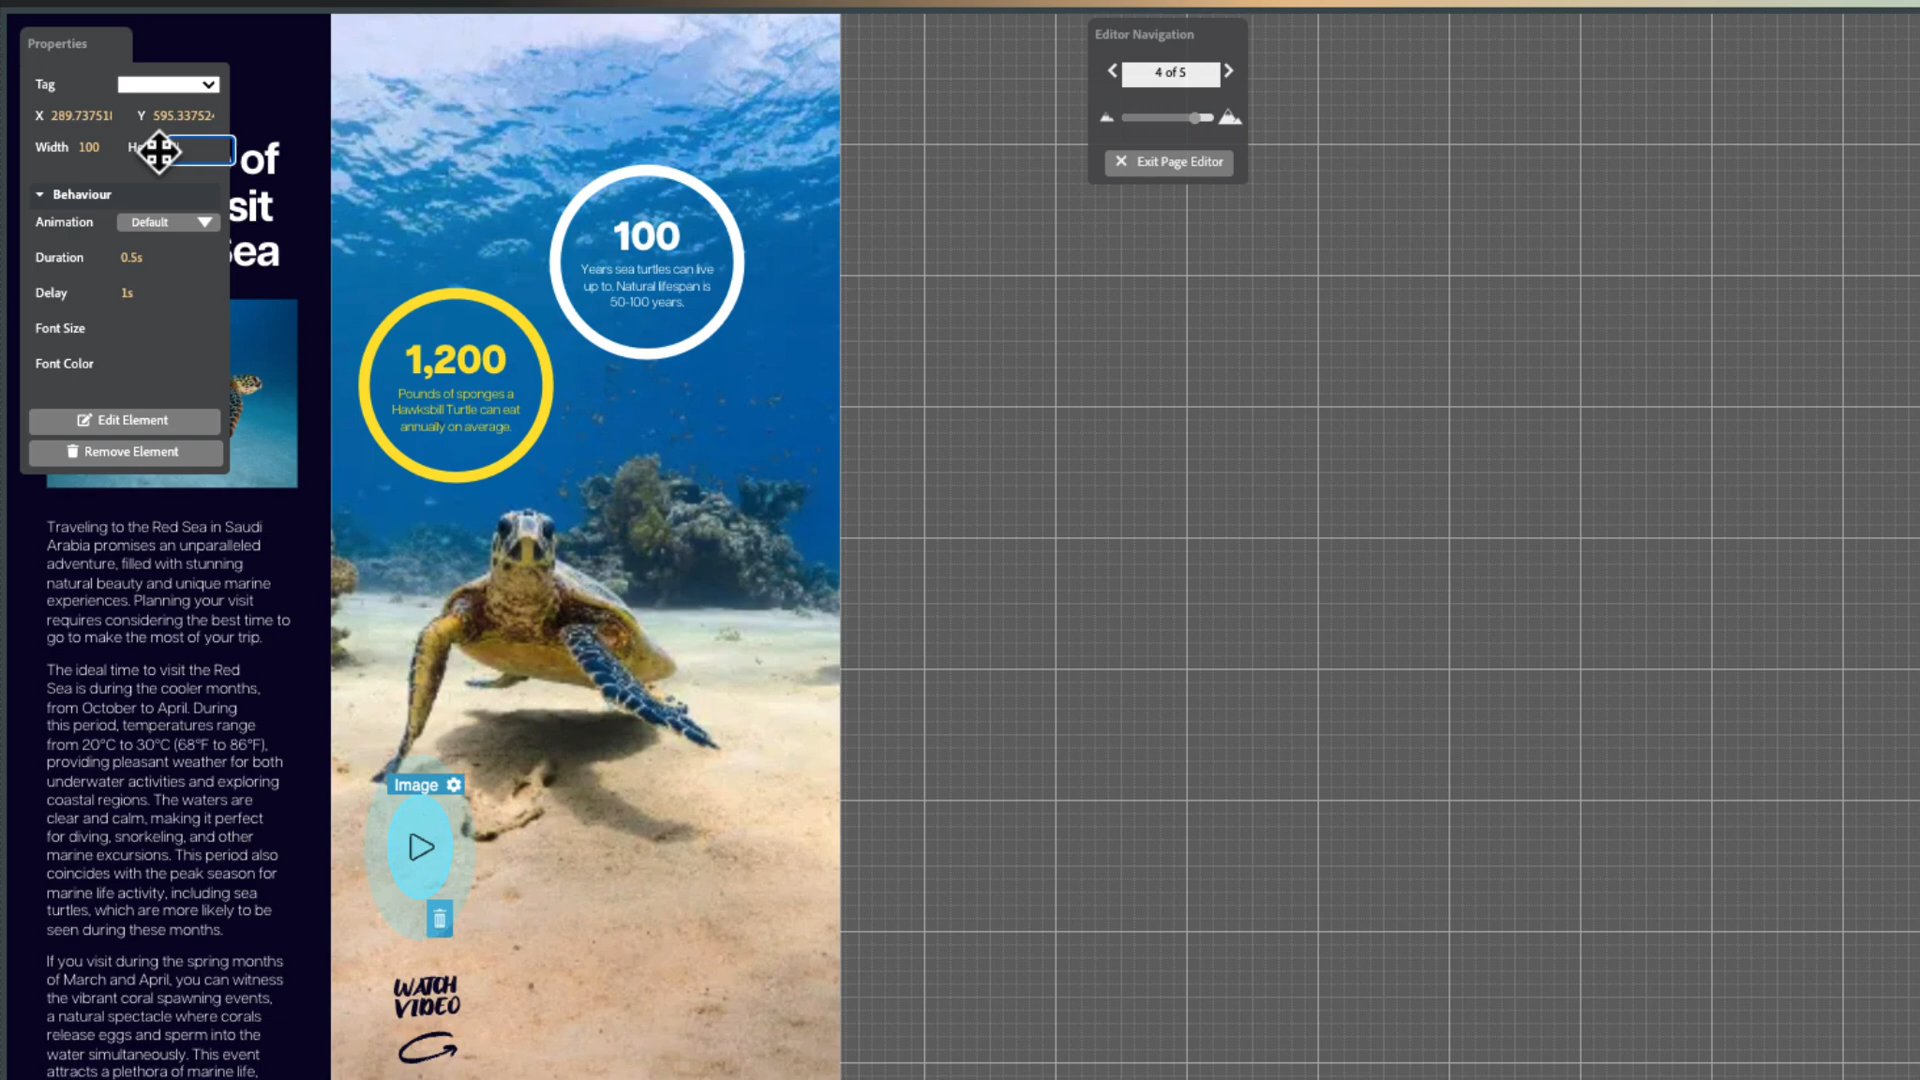 Properties
Tag
X 289.737518 Y 595.33752
Width 100
Behaviour
Animation Default
Duration 0.5s
Delay 1s
Font Size
Font Color
Edit Element
Remove Element
of
sit
Sea
Traveling to the Red Sea in Saudi
Arabia promises an unparalleled
adventure, filled with stunning
natural beauty and unique marine
experiences. Planning your visit
requires considering the best time to
go to make the most of your trip.
The ideal time to visit the Red
Sea is during the cooler months,
from October to April. During
this period, temperatures range
from 20°C to 30°C (68°F to 86°F),
providing pleasant weather for both
underwater activities and exploring
coastal regions. The waters are
clear and calm, making it perfect
for diving, snorkeling, and other
marine excursions. This period also
coincides with the peak season for
marine life activity, including sea
turtles, which are more likely to be
seen during these months.
If you visit during the spring months
of March and April, you can witness
the vibrant coral spawning events,
a natural spectacle where corals
release eggs and sperm into the
water simultaneously. This event
attracts a plethora of marine life,
100
Years sea turtles can live
up to. Natural lifespan is
50-100 years.
1,200
Pounds of sponges a
Hawksbill Turtle can eat
annually on average.
Image
WATCH
VIDEO
Editor Navigation
4 of 5
Exit Page Editor